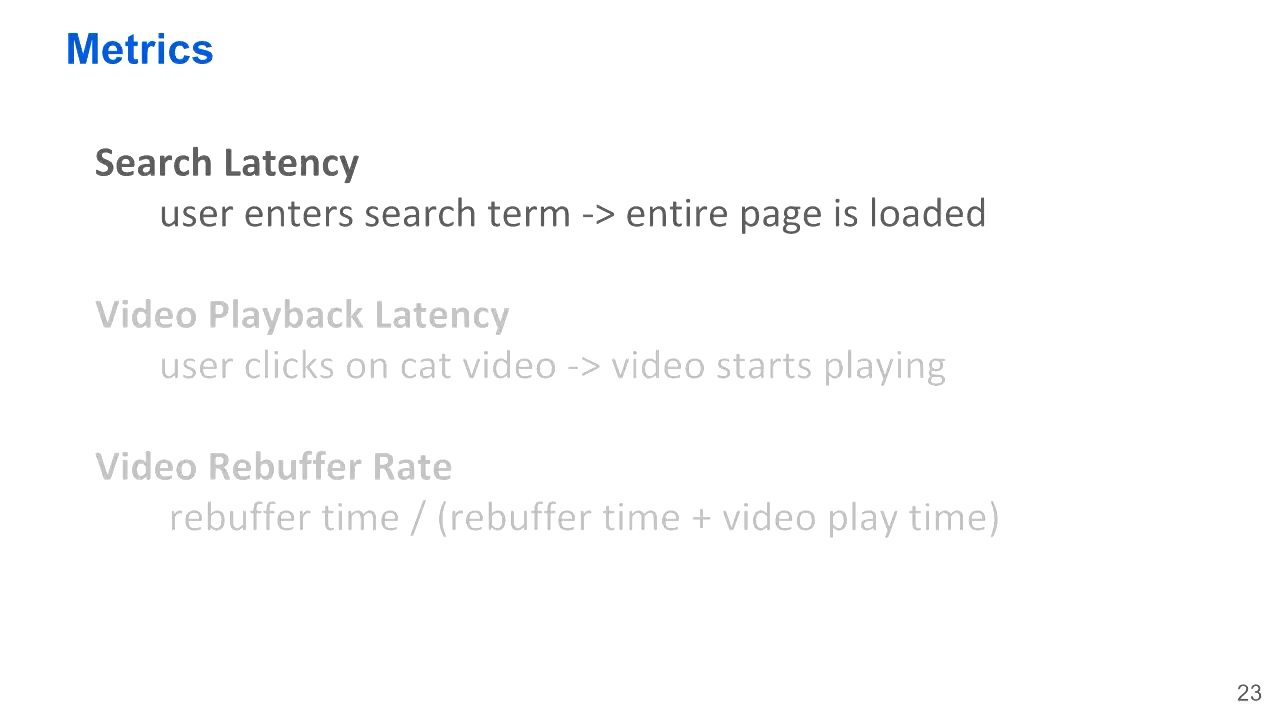 Metrics
Search Latency
user enters search term -> entire page is loaded
Video Playback Latency
user clicks on cat video -> video starts playing
Video Rebuffer Rate
rebuffer time / (rebuffer time + video play time)
23